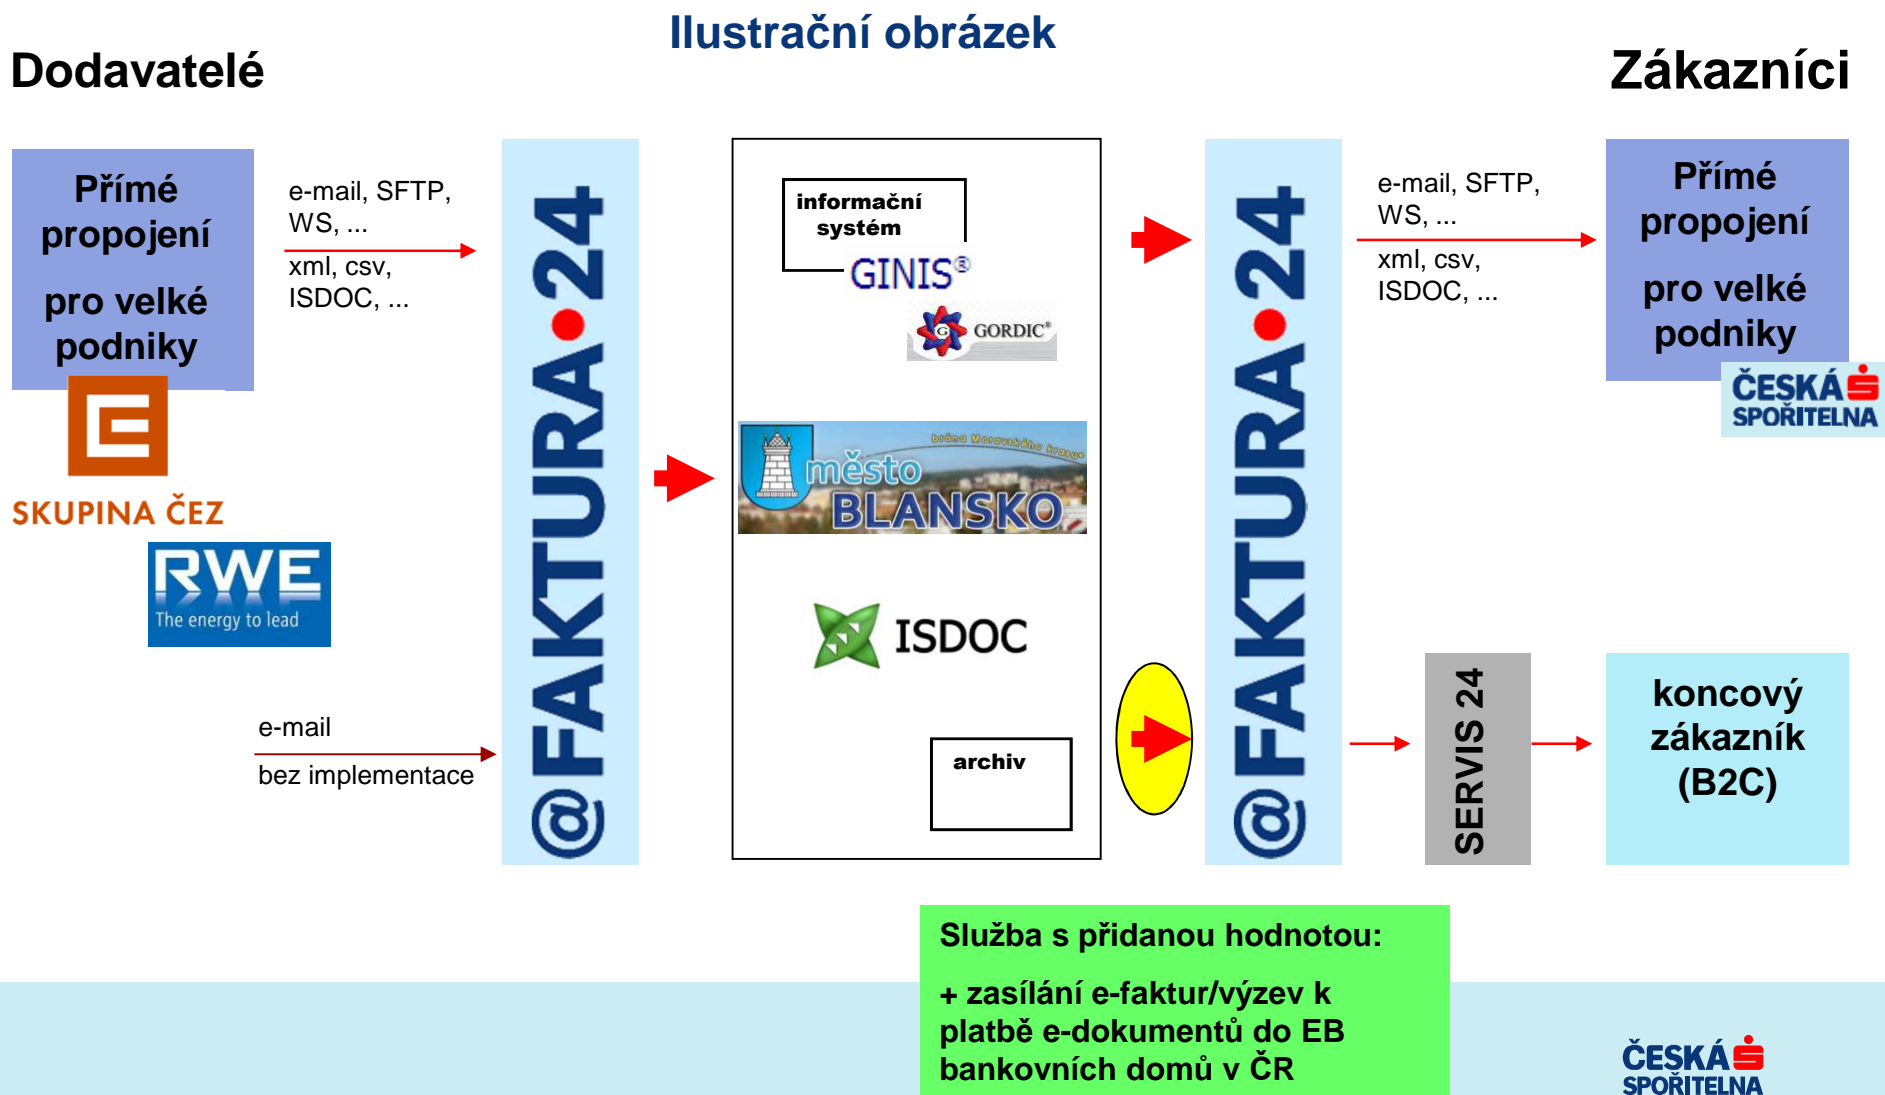 Ilustrační obrázek
Dodavatelé
Zákazníci
Přímé
propojení
pro velké
podniky
SKUPINA ČEZ
RWE
The energy to lead
e-mail, SFTP,
WS, ...
xml, csv,
ISDOC, ...
e-mail
bez implementace
@FAKTURA•24
informační
systém
GINIS®
G
GORDIC®
brána Moravského krasu®
město
BLANSKO
ISDOC
archiv
@FAKTURA•24
e-mail, SFTP,
WS, ...
xml, csv,
ISDOC, ...
Přímé
propojení
pro velké
podniky
ČESKÁ
SPOŘITELNA
SERVIS 24
koncový
zákazník
(B2C)
Služba s přidanou hodnotou:
+ zasílání e-faktur/výzev k
platbě e-dokumentů do EB
bankovních domů v ČR
ČESKÁ
SPOŘITELNA